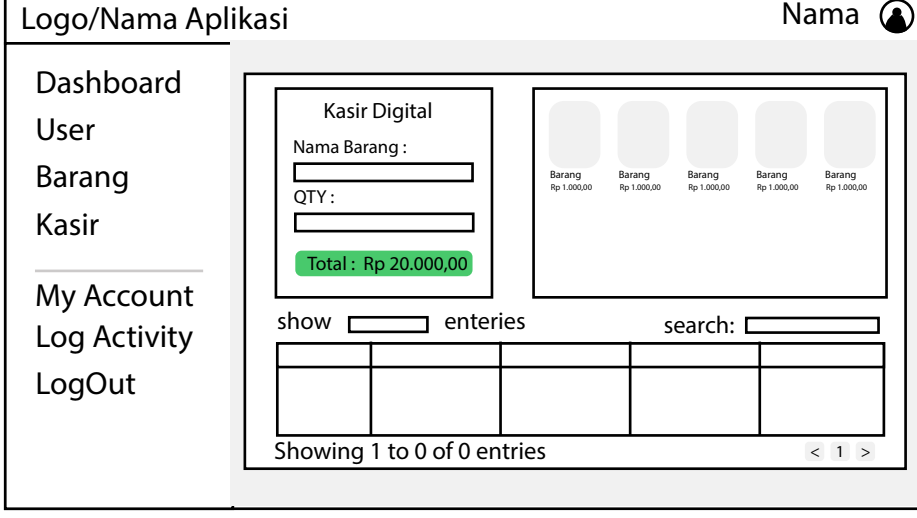 Logo/Nama Aplikasi
Nama
Dashboard
User
Barang
Kasir
My Account
Log Activity
LogOut
Kasir Digital
Nama Barang :
QTY :
Total : Rp 20.000,00
Barang Barang Barang Barang Barang
Rp 1.000,00 Rp 1.000,00 Rp 1.000,00 Rp 1.000,00 Rp 1.000,00
show enteries search:
Showing 1 to 0 of 0 entries < 1 >